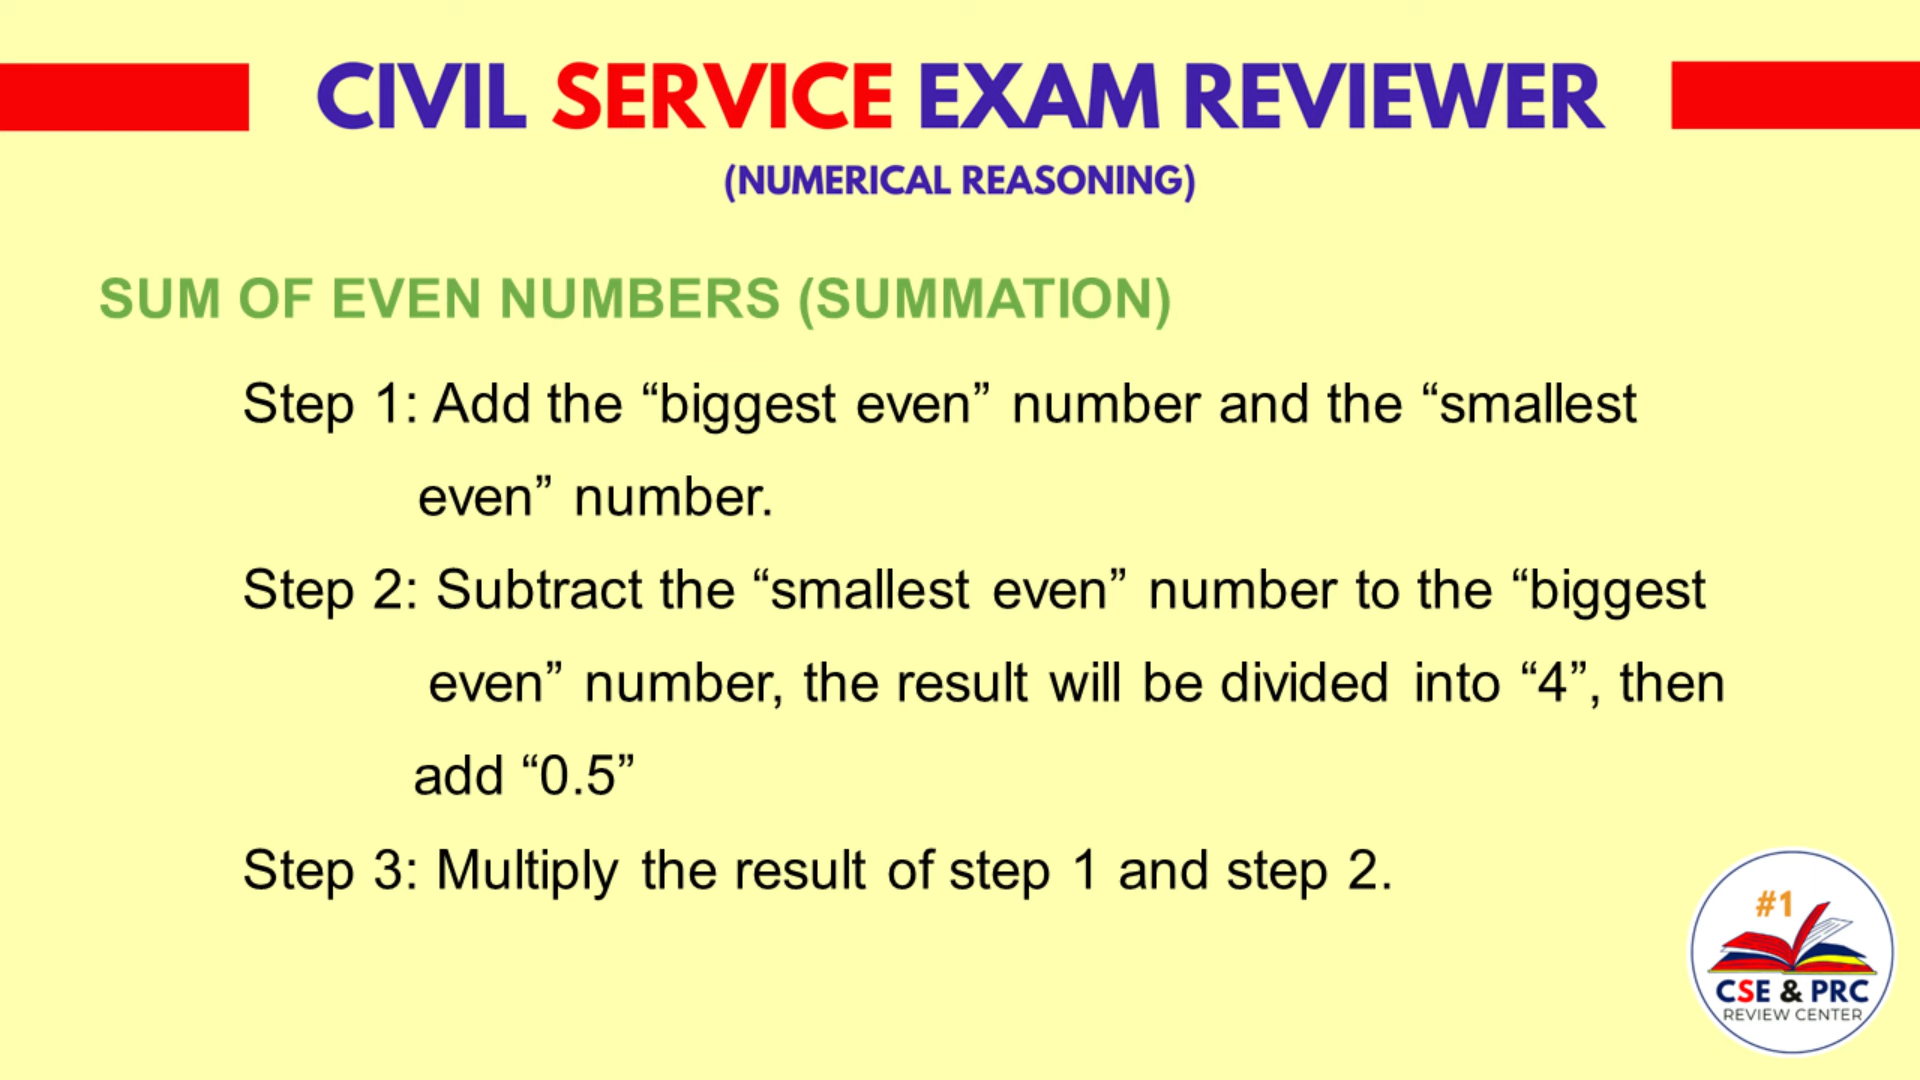 CIVIL SERVICE EXAM REVIEWER
(NUMERICAL REASONING)
SUM OF EVEN NUMBERS (SUMMATION)
Step 1: Add the “biggest even” number and the “smallest
even” number.
Step 2: Subtract the “smallest even” number to the “biggest
even” number, the result will be divided into “4”, then
add “0.5”
Step 3: Multiply the result of step 1 and step 2.
#1
CSE & PRC
REVIEW CENTER